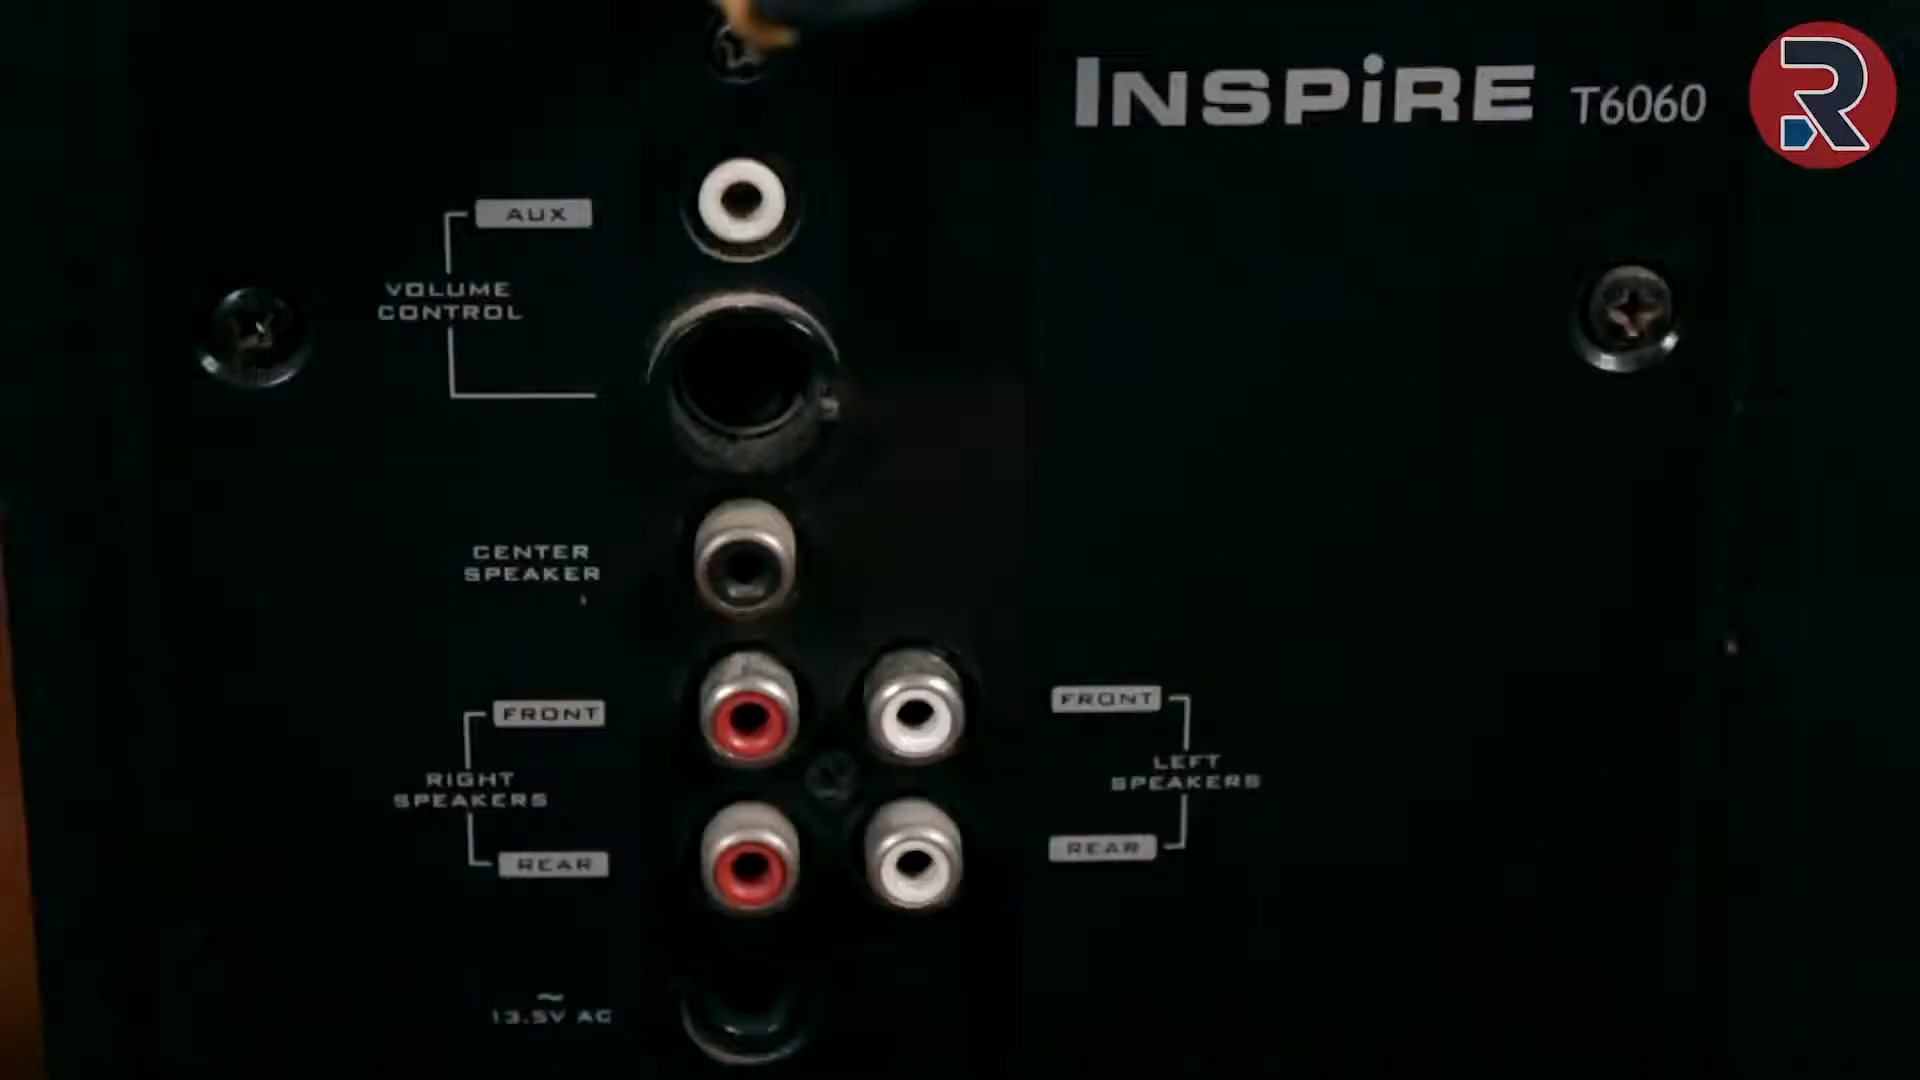 INSPiRE T6060
AUX
VOLUME
CONTROL
CENTER
SPEAKER
FRONT
RIGHT
SPEAKERS
REAR
FRONT
LEFT
SPEAKERS
REAR
~
13.5V AC
R